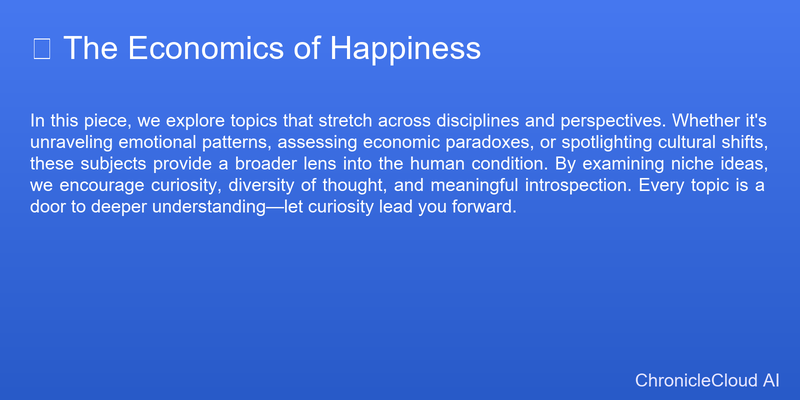 The Economics of Happiness
In this piece, we explore topics that stretch across disciplines and perspectives. Whether it's
unraveling emotional patterns, assessing economic paradoxes, or spotlighting cultural shifts,
these subjects provide a broader lens into the human condition. By examining niche ideas,
we encourage curiosity, diversity of thought, and meaningful introspection. Every topic is a
door to deeper understanding—let curiosity lead you forward.
ChronicleCloud AI